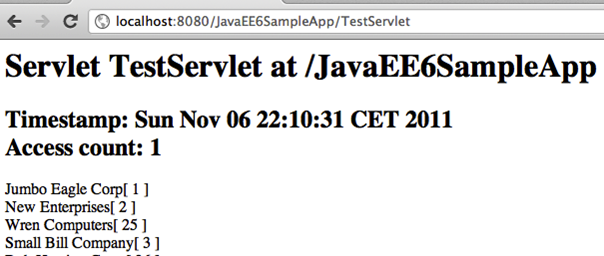 localhost:8080/JavaEE6SampleApp/TestServlet
Servlet TestServlet at /JavaEE6SampleApp
Timestamp: Sun Nov 06 22:10:31 CET 2011
Access count: 1
Jumbo Eagle Corp[ 1 ]
New Enterprises[ 2 ]
Wren Computers[ 25 ]
Small Bill Company[ 3 ]